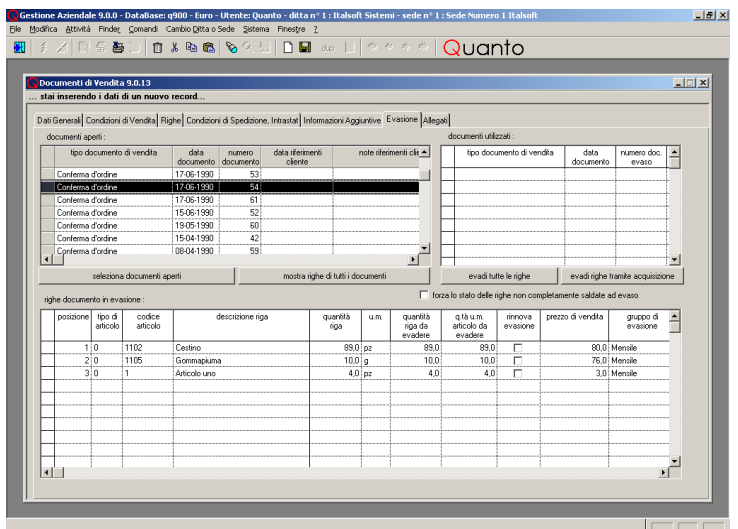 Gestione Aziendale 9.0.0 - DataBase: q900 - Euro - Utente: Quanto - ditta n° 1 : Italsoft Sistemi - sede n° 1 : Sede Numero 1 Italsoft
File Modifica Attività Finder Comandi Cambio Ditta o Sede Sistema Finestre ?
duo Quanto
Documenti di Vendita 9.0.13
... stai inserendo i dati di un nuovo record...
Dati Generali Condizioni di Vendita Righe Condizioni di Spedizione, Intrastat Informazioni Aggiuntive Evasione Allegati
documenti aperti : documenti utilizzati :
tipo documento di vendita data documento numero documento data riferimenti cliente note riferimenti clie tipo documento di vendita data documento numero doc. evaso
Conferma d'ordine 17-06-1990 53
Conferma d'ordine 17-06-1990 54
Conferma d'ordine 17-06-1990 61
Conferma d'ordine 15-06-1990 52
Conferma d'ordine 19-05-1990 60
Conferma d'ordine 15-04-1990 42
Conferma d'ordine 08-04-1990 59
seleziona documenti aperti mostra righe di tutti i documenti evadi tutte le righe evadi righe tramite acquisizione
righe documento in evasione : forza lo stato delle righe non completamente saldate ad evaso
posizione tipo di articolo codice articolo descrizione riga quantità riga u.m. quantità riga da evadere q.tà u.m. articolo da evadere rinnova evasione prezzo di vendita gruppo di evasione
1 0 1102 Cestino 89,0 pz 89,0 89,0 80,0 Mensile
2 0 1105 Gommapiuma 10,0 g 10,0 10,0 76,0 Mensile
3 0 1 Articolo uno 4,0 pz 4,0 4,0 3,0 Mensile